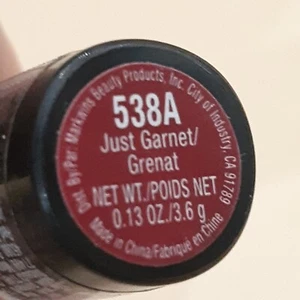 Dist. By/Par. Markwins Beauty Products, Inc. City of Industry, CA 91789
538A
Just Garnet/
Grenat
NET WT./POIDS NET
0.13 OZ./3.6 g
Made in China/Fabriqué en Chine